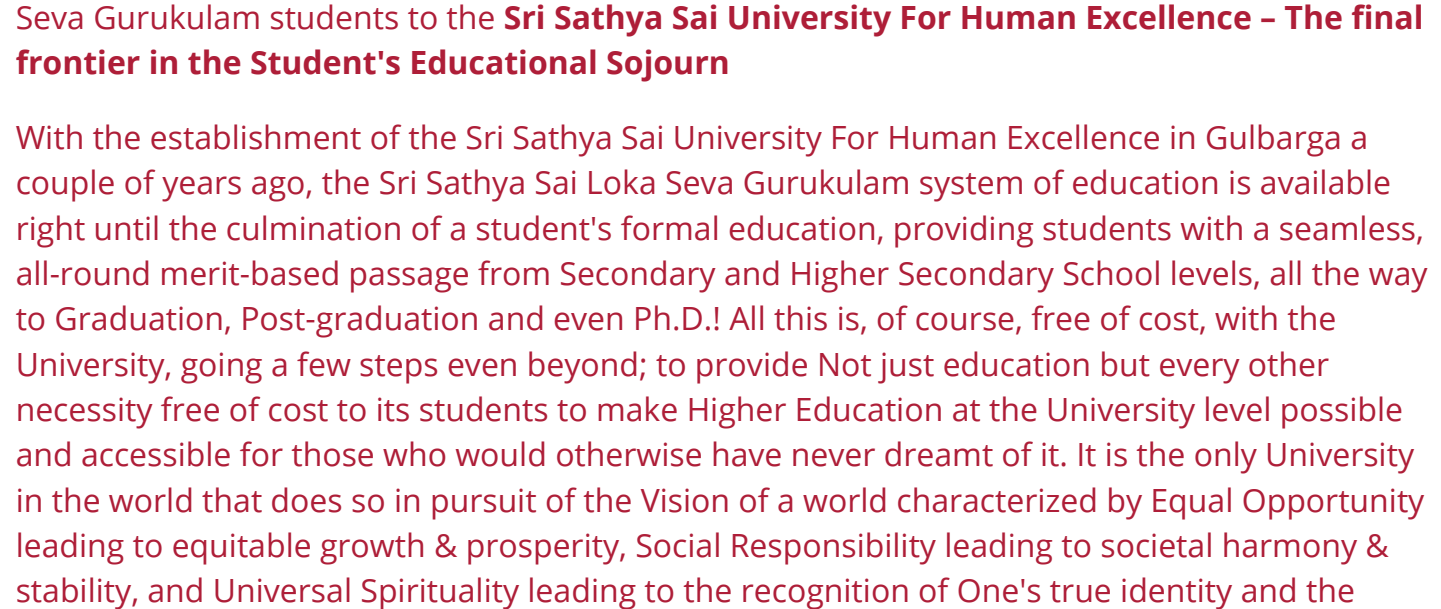 Seva Gurukulam students to the Sri Sathya Sai University For Human Excellence – The final
frontier in the Student's Educational Sojourn
With the establishment of the Sri Sathya Sai University For Human Excellence in Gulbarga a
couple of years ago, the Sri Sathya Sai Loka Seva Gurukulam system of education is available
right until the culmination of a student's formal education, providing students with a seamless,
all-round merit-based passage from Secondary and Higher Secondary School levels, all the way
to Graduation, Post-graduation and even Ph.D.! All this is, of course, free of cost, with the
University, going a few steps even beyond; to provide Not just education but every other
necessity free of cost to its students to make Higher Education at the University level possible
and accessible for those who would otherwise have never dreamt of it. It is the only University
in the world that does so in pursuit of the Vision of a world characterized by Equal Opportunity
leading to equitable growth & prosperity, Social Responsibility leading to societal harmony &
stability, and Universal Spirituality leading to the recognition of One's true identity and the